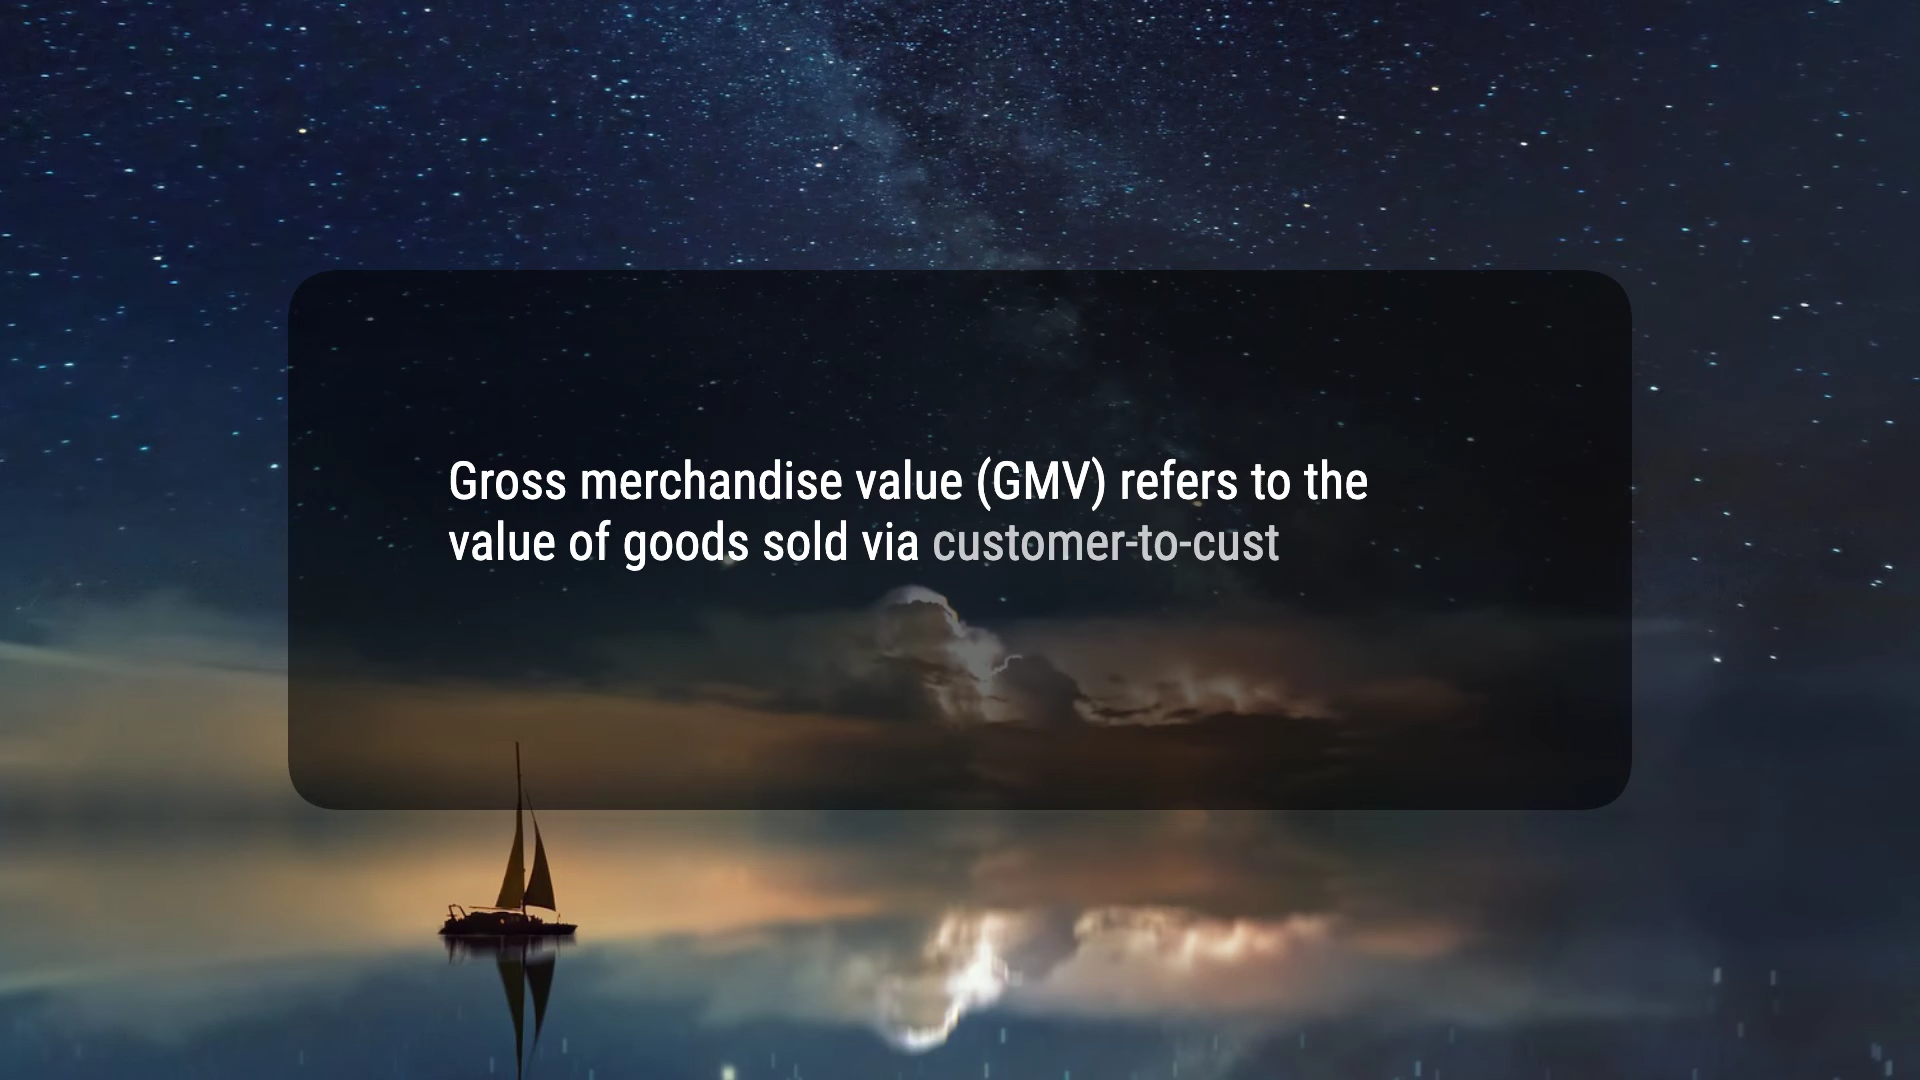 Gross merchandise value (GMV) refers to the
value of goods sold via customer-to-cust